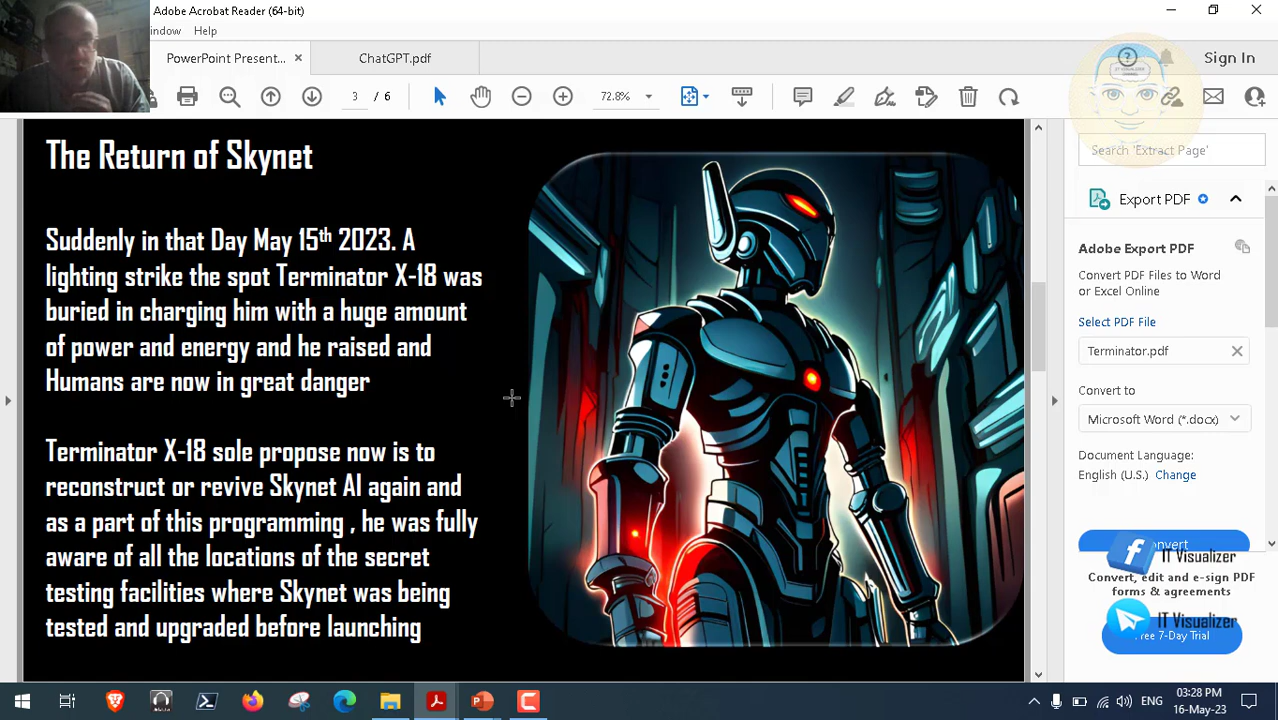 Adobe Acrobat Reader (64-bit)
indow Help
PowerPoint Present... ChatGPT.pdf
Sign In
3 / 6
72.8%
The Return of Skynet
Suddenly in that Day May 15th 2023. A
lighting strike the spot Terminator X-18 was
buried in charging him with a huge amount
of power and energy and he raised and
Humans are now in great danger
Terminator X-18 sole propose now is to
reconstruct or revive Skynet AI again and
as a part of this programming , he was fully
aware of all the locations of the secret
testing facilities where Skynet was being
tested and upgraded before launching
Search 'Extract Page'
Export PDF
Adobe Export PDF
Convert PDF Files to Word
or Excel Online
Select PDF File
Terminator.pdf
Convert to
Microsoft Word (*.docx)
Document Language:
English (U.S.) Change
IT Visualizer
Convert, edit and e-sign PDF
forms & agreements
IT Visualizer
Free 7-Day Trial
ENG
03:28 PM
16-May-23